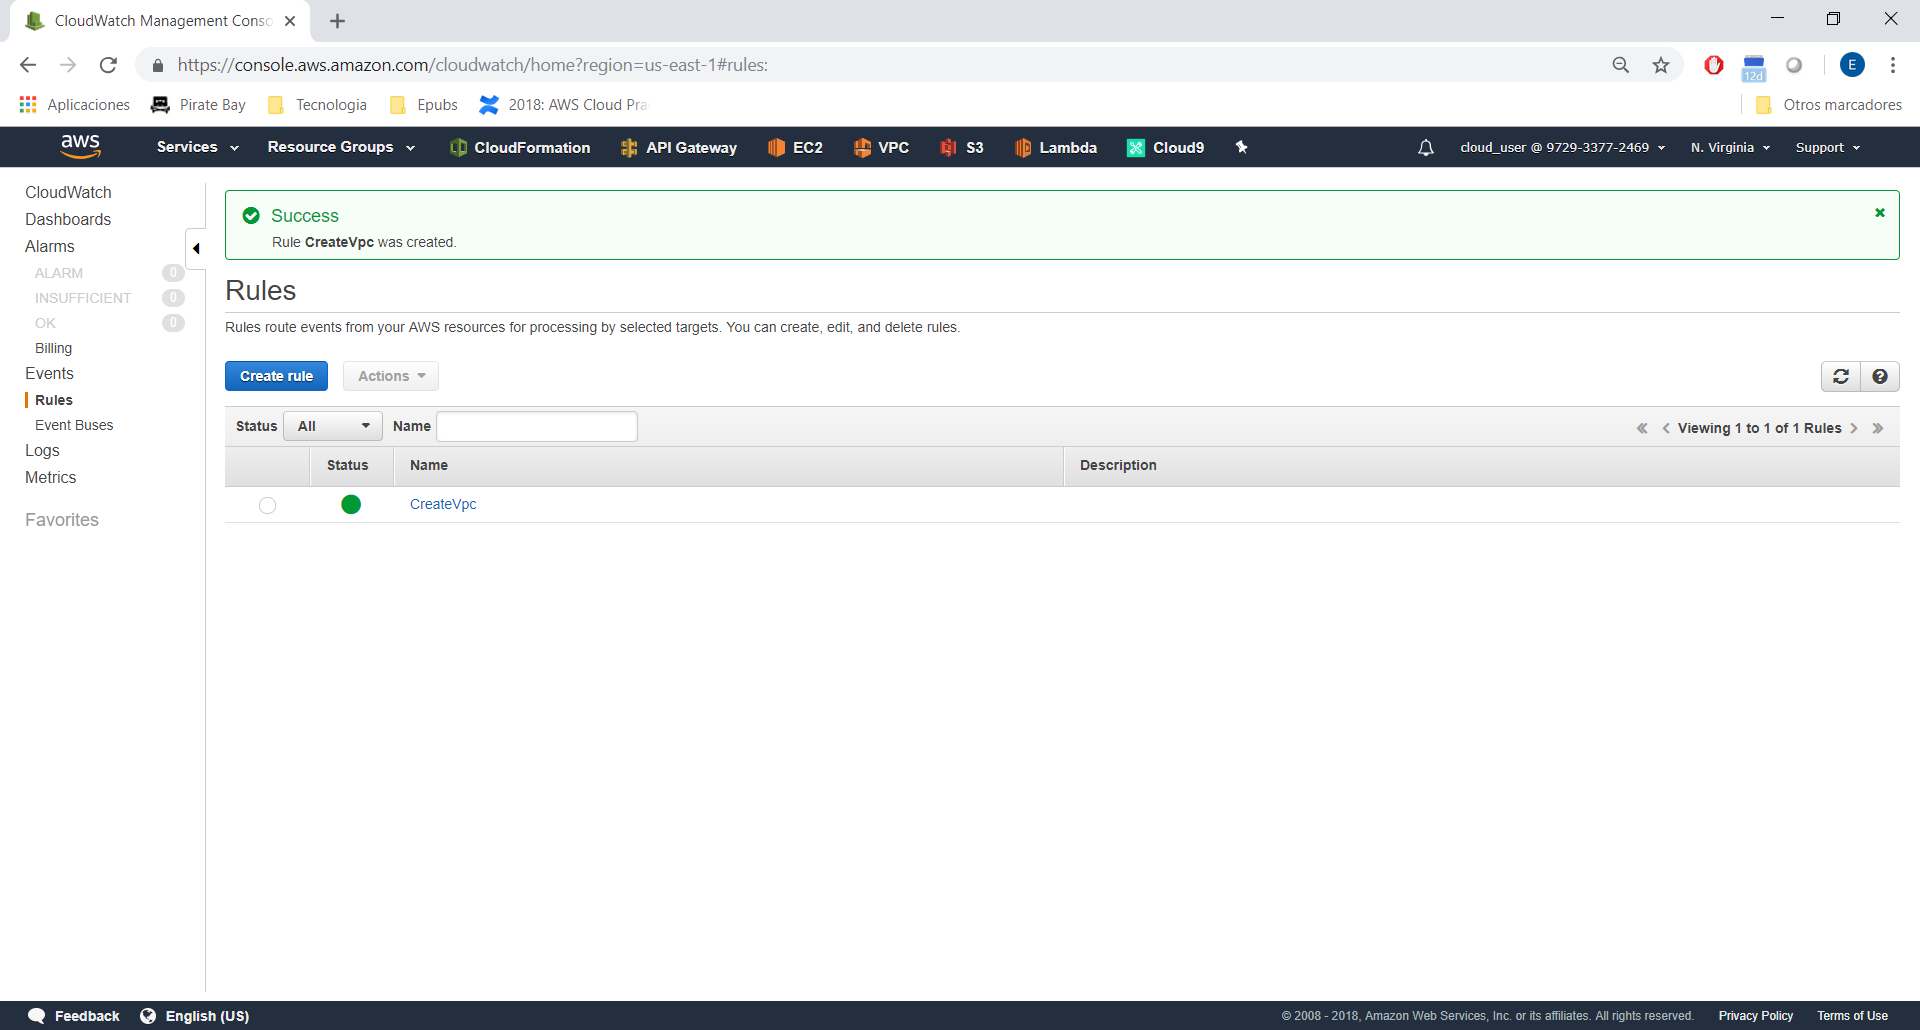 CloudWatch Management Conso
https://console.aws.amazon.com/cloudwatch/home?region=us-east-1#rules:
12d
E
Aplicaciones Pirate Bay Tecnologia Epubs 2018: AWS Cloud Pra Otros marcadores
aws Services Resource Groups CloudFormation API Gateway EC2 VPC S3 Lambda Cloud9 cloud_user @ 9729-3377-2469 N. Virginia Support
CloudWatch
Dashboards
Alarms
ALARM 0
INSUFFICIENT 0
OK 0
Billing
Events
Rules
Event Buses
Logs
Metrics
Favorites
Success
Rule CreateVpc was created.
Rules
Rules route events from your AWS resources for processing by selected targets. You can create, edit, and delete rules.
Create rule Actions
Status All Name Viewing 1 to 1 of 1 Rules
Status Name Description
CreateVpc
Feedback English (US) © 2008 - 2018, Amazon Web Services, Inc. or its affiliates. All rights reserved. Privacy Policy Terms of Use